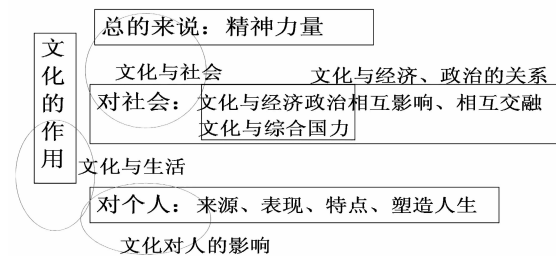 总的来说：精神力量
文化的作用
文化与社会
文化与经济、政治的关系
对社会：文化与经济政治相互影响、相互交融
文化与综合国力
文化与生活
对个人：来源、表现、特点、塑造人生
文化对人的影响